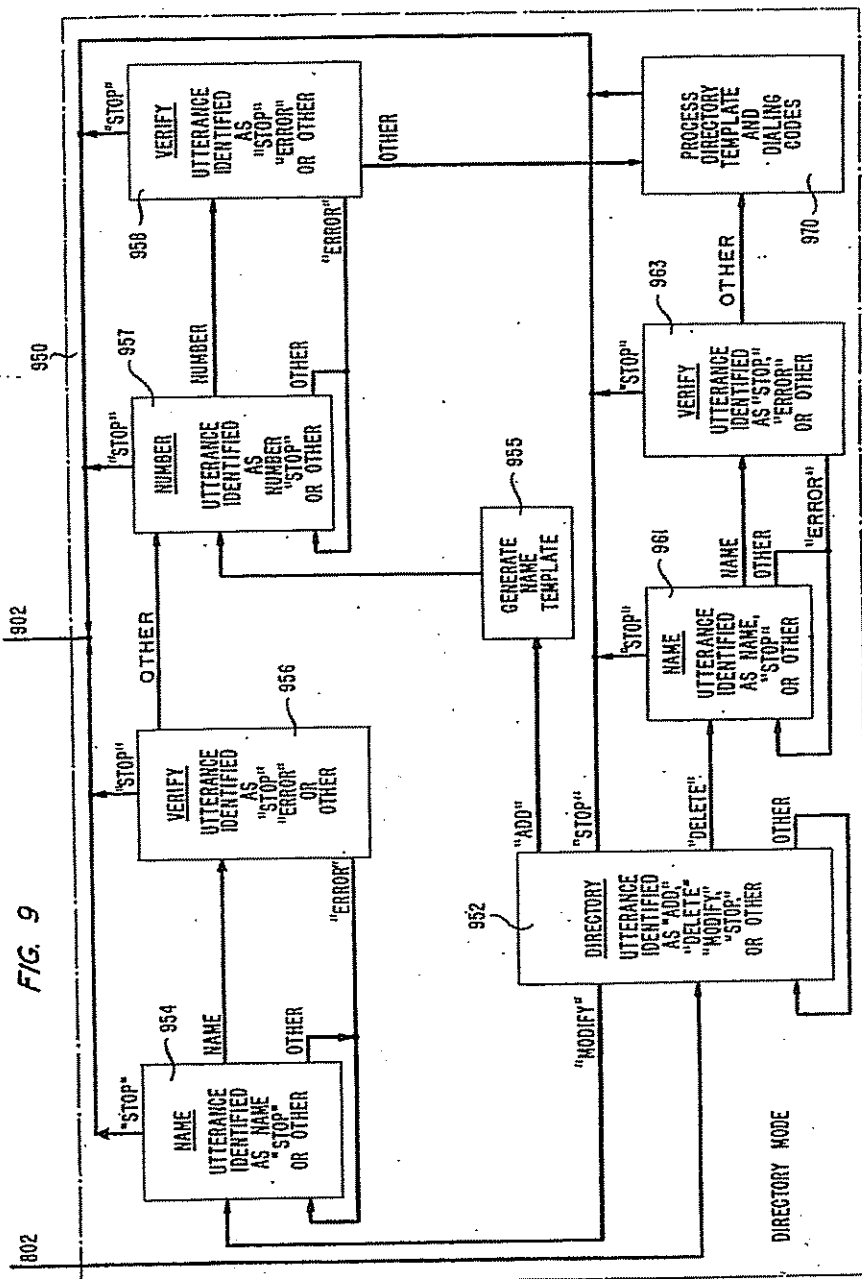 FIG. 9
950
802
902
954
NAME
UTTERANCE
IDENTIFIED
AS NAME
"STOP"
OR OTHER
"STOP"
NAME
OTHER
956
VERIFY
UTTERANCE
IDENTIFIED
AS
"STOP"
"ERROR"
OR
OTHER
"STOP"
"ERROR"
OTHER
957
NUMBER
UTTERANCE
IDENTIFIED
AS
NUMBER
"STOP"
OR OTHER
"STOP"
NUMBER
OTHER
958
VERIFY
UTTERANCE
IDENTIFIED
AS
"STOP"
"ERROR"
OR OTHER
"STOP"
"ERROR"
OTHER
955
GENERATE
NAME
TEMPLATE
952
DIRECTORY
UTTERANCE
IDENTIFIED
AS "ADD,"
"DELETE"
"MODIFY",
"STOP,"
OR OTHER
"MODIFY"
"ADD"
"STOP"
"DELETE"
OTHER
961
NAME
UTTERANCE
IDENTIFIED
AS NAME,
"STOP"
OR OTHER
"STOP"
NAME
OTHER
"ERROR"
963
VERIFY
UTTERANCE
IDENTIFIED
AS "STOP",
"ERROR"
OR OTHER
"STOP"
OTHER
970
PROCESS
DIRECTORY
TEMPLATE
AND
DIALING
CODES
DIRECTORY MODE